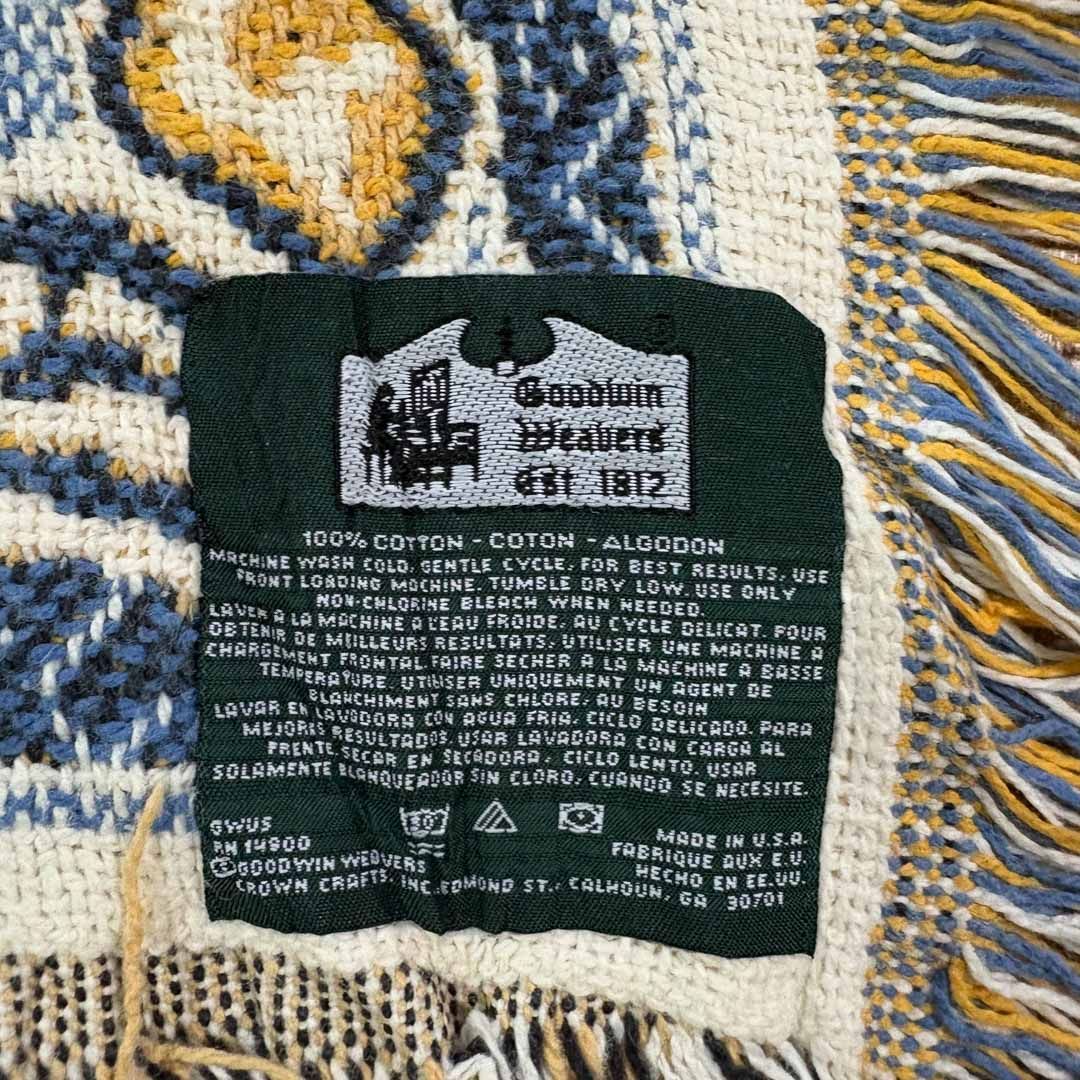 Goodwin
Weavers
Est. 1812
100% COTTON - COTON - ALGODON
MACHINE WASH COLD, GENTLE CYCLE. FOR BEST RESULTS, USE
FRONT LOADING MACHINE. TUMBLE DRY LOW. USE ONLY
NON-CHLORINE BLEACH WHEN NEEDED.
LAVER A LA MACHINE A L'EAU FROIDE. AU CYCLE DELICAT. POUR
OBTENIR DE MEILLEURS RESULTATS, UTILISER UNE MACHINE A
CHARGEMENT FRONTAL. FAIRE SECHER A LA MACHINE A BASSE
TEMPERATURE. UTILISER UNIQUEMENT UN AGENT DE
BLANCHIMENT SANS CHLORE, AU BESOIN
LAVAR EN LAVADORA CON AGUA FRIA. CICLO DELICADO. PARA
MEJORES RESULTADOS, USAR LAVADORA CON CARGA AL
FRENTE. SECAR EN SECADORA, CICLO LENTO. USAR
SOLAMENTE BLANQUEADOR SIN CLORO, CUANDO SE NECESITE.
GWUS
RN 14900
©GOODWIN WEAVERS
CROWN CRAFTS, INC. EDMOND ST., CALHOUN, GA 30701
MADE IN U.S.A.
FABRIQUE AUX E.U.
HECHO EN EE.UU.